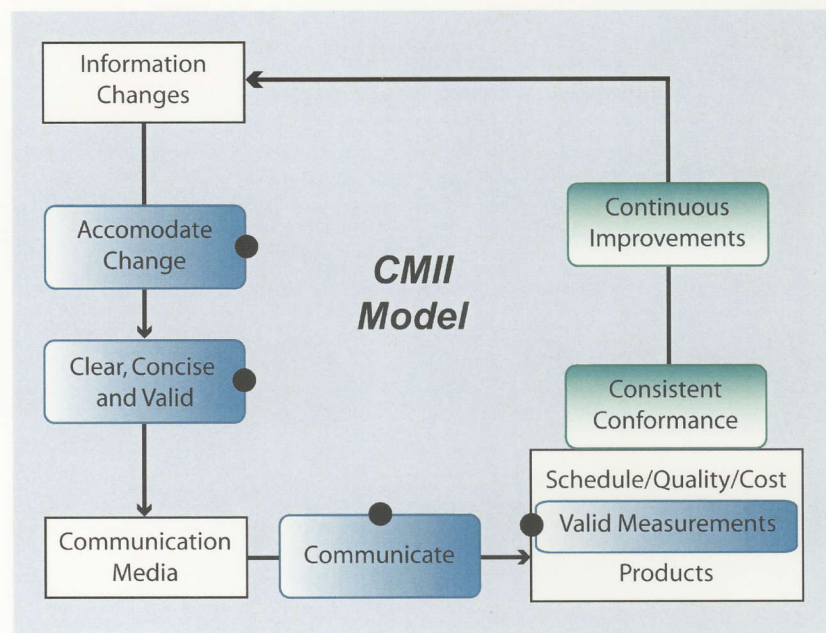 Information
Changes
Accomodate
Change
Clear, Concise
and Valid
Communication
Media
CMII
Model
Communicate
Continuous
Improvements
Consistent
Conformance
Schedule/Quality/Cost
Valid Measurements
Products